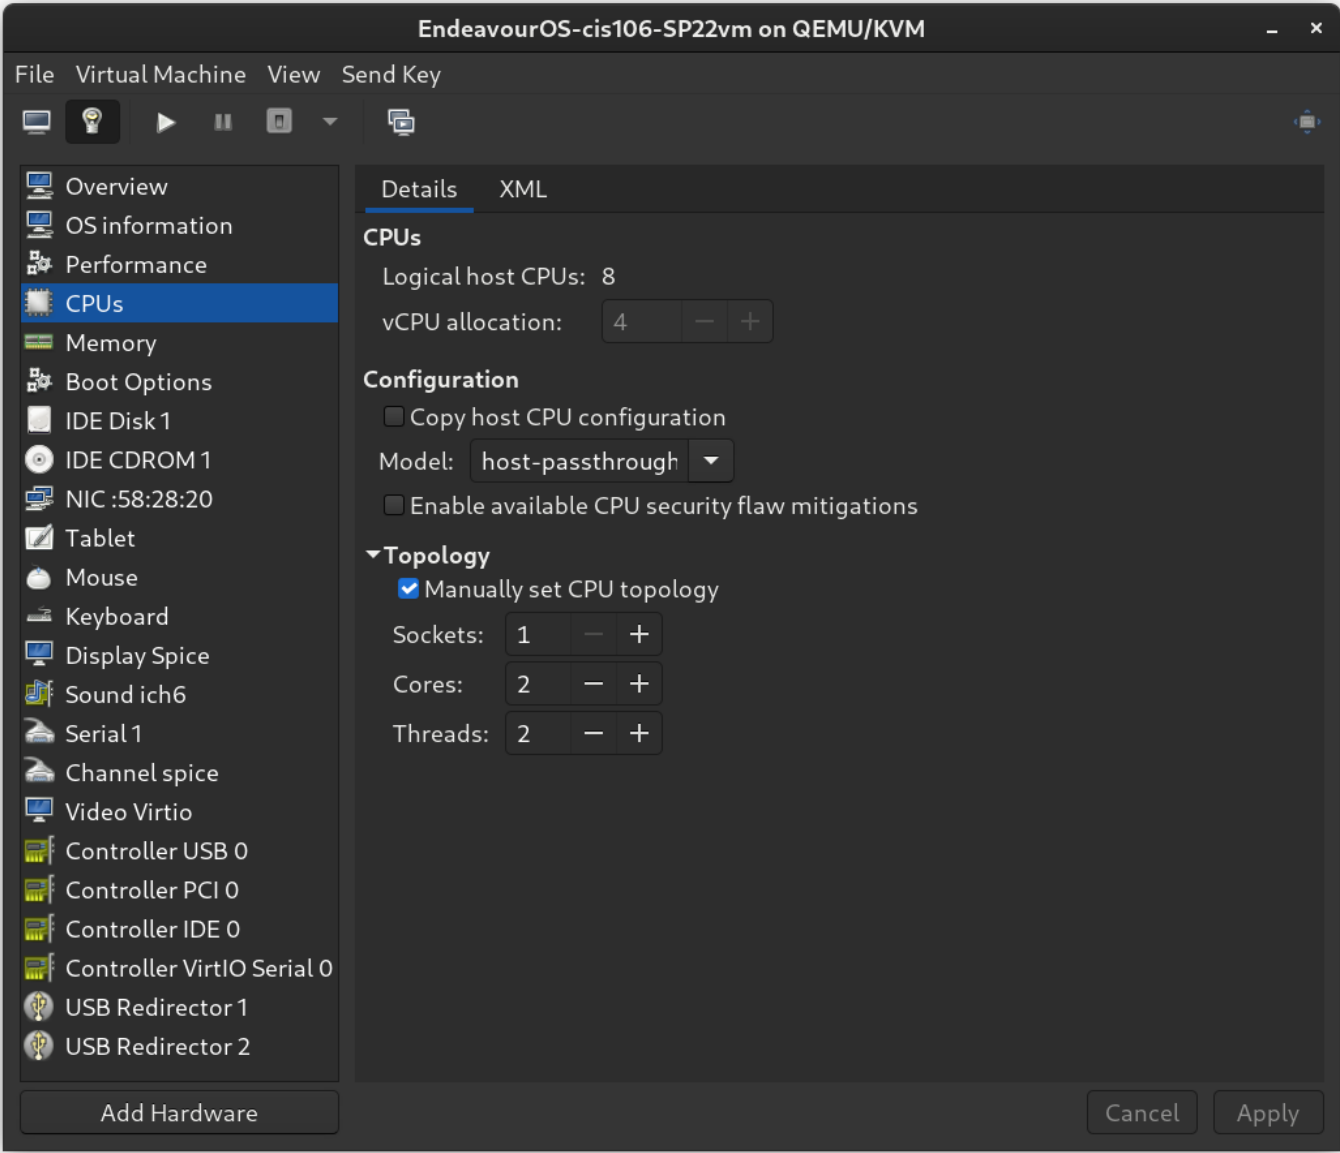 EndeavourOS-cis106-SP22vm on QEMU/KVM
File Virtual Machine View Send Key
Overview
OS information
Performance
CPUs
Memory
Boot Options
IDE Disk 1
IDE CDROM 1
NIC :58:28:20
Tablet
Mouse
Keyboard
Display Spice
Sound ich6
Serial 1
Channel spice
Video Virtio
Controller USB 0
Controller PCI 0
Controller IDE 0
Controller VirtIO Serial 0
USB Redirector 1
USB Redirector 2
Add Hardware
Details XML
CPUs
Logical host CPUs: 8
vCPU allocation: 4
Configuration
Copy host CPU configuration
Model: host-passthrough
Enable available CPU security flaw mitigations
Topology
Manually set CPU topology
Sockets: 1
Cores: 2
Threads: 2
Cancel Apply